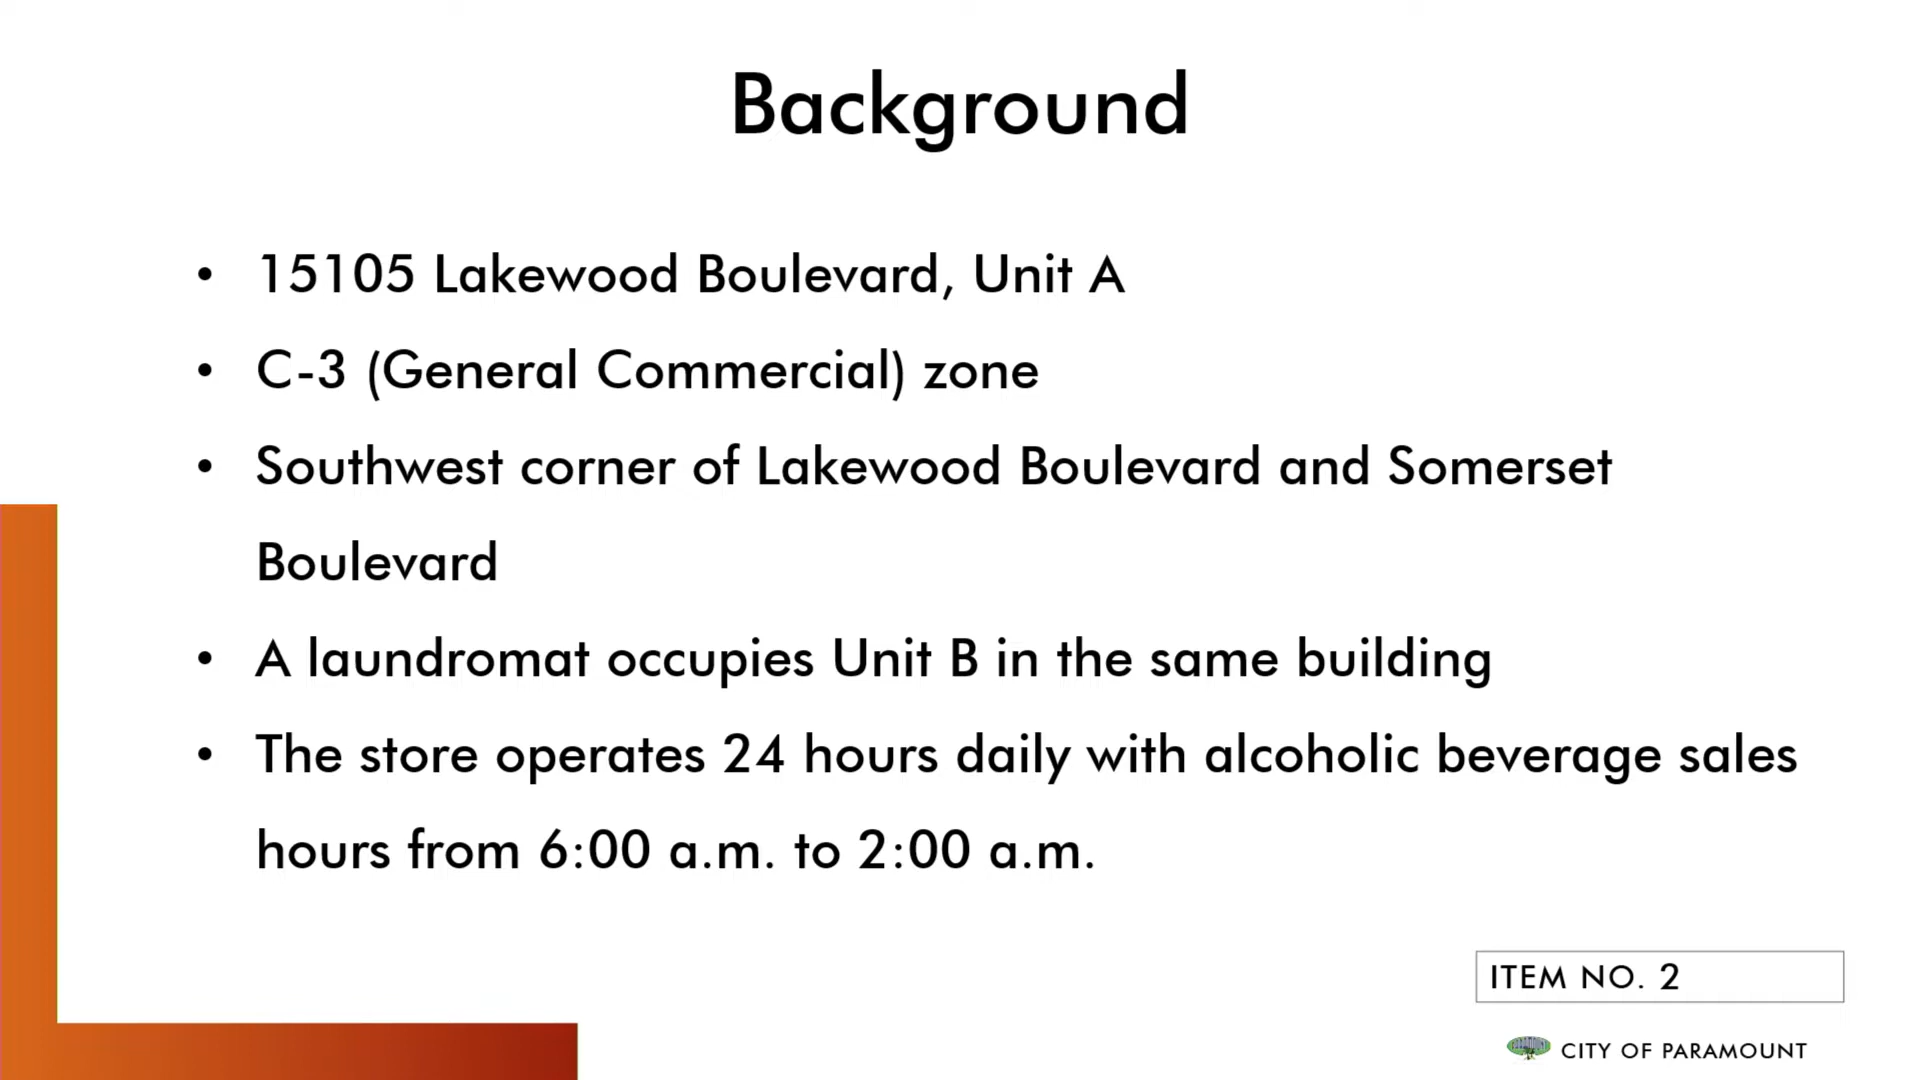 Background
• 15105 Lakewood Boulevard, Unit A
• C-3 (General Commercial) zone
• Southwest corner of Lakewood Boulevard and Somerset
Boulevard
• A laundromat occupies Unit B in the same building
• The store operates 24 hours daily with alcoholic beverage sales
hours from 6:00 a.m. to 2:00 a.m.
ITEM NO. 2
PARAMOUNT
CITY OF PARAMOUNT